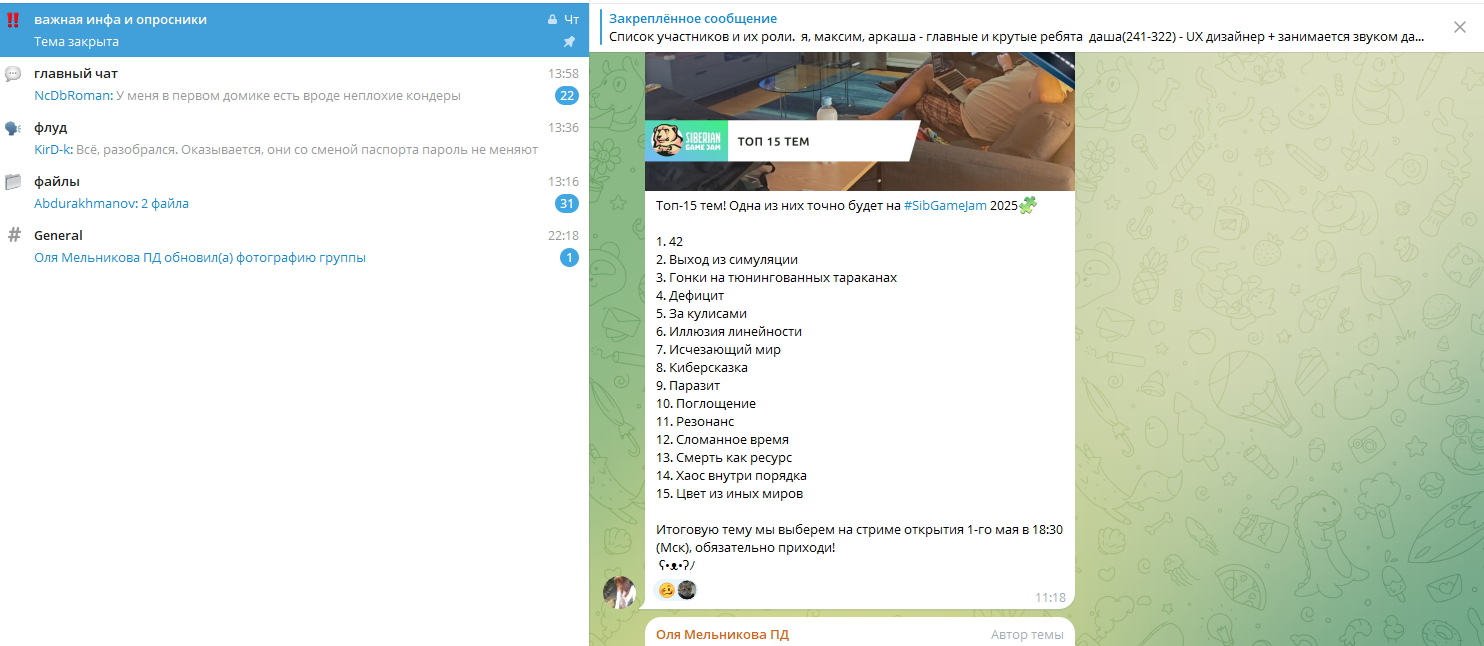 важная инфа и опросники
Чт
Тема закрыта
главный чат
13:58
NcDbRoman: У меня в первом домике есть вроде неплохие кондеры
22
флуд
13:36
KirD-k: Всё, разобрался. Оказывается, они со сменой паспорта пароль не меняют
файлы
13:16
Abdurakhmanov: 2 файла
31
# General
22:18
Оля Мельникова ПД обновил(а) фотографию группы
1
Закреплённое сообщение
Список участников и их роли. я, максим, аркаша - главные и крутые ребята даша(241-322) - UX дизайнер + занимается звуком да...
SIBERIAN
GAME JAM
ТОП 15 ТЕМ
Топ-15 тем! Одна из них точно будет на #SibGameJam 2025
1. 42
2. Выход из симуляции
3. Гонки на тюнингованных тараканах
4. Дефицит
5. За кулисами
6. Иллюзия линейности
7. Исчезающий мир
8. Киберсказка
9. Паразит
10. Поглощение
11. Резонанс
12. Сломанное время
13. Смерть как ресурс
14. Хаос внутри порядка
15. Цвет из иных миров
Итоговую тему мы выберем на стриме открытия 1-го мая в 18:30
(Мск), обязательно приходи!
ʕ•ᴥ•ʔﾉ
11:18
Оля Мельникова ПД
Автор темы